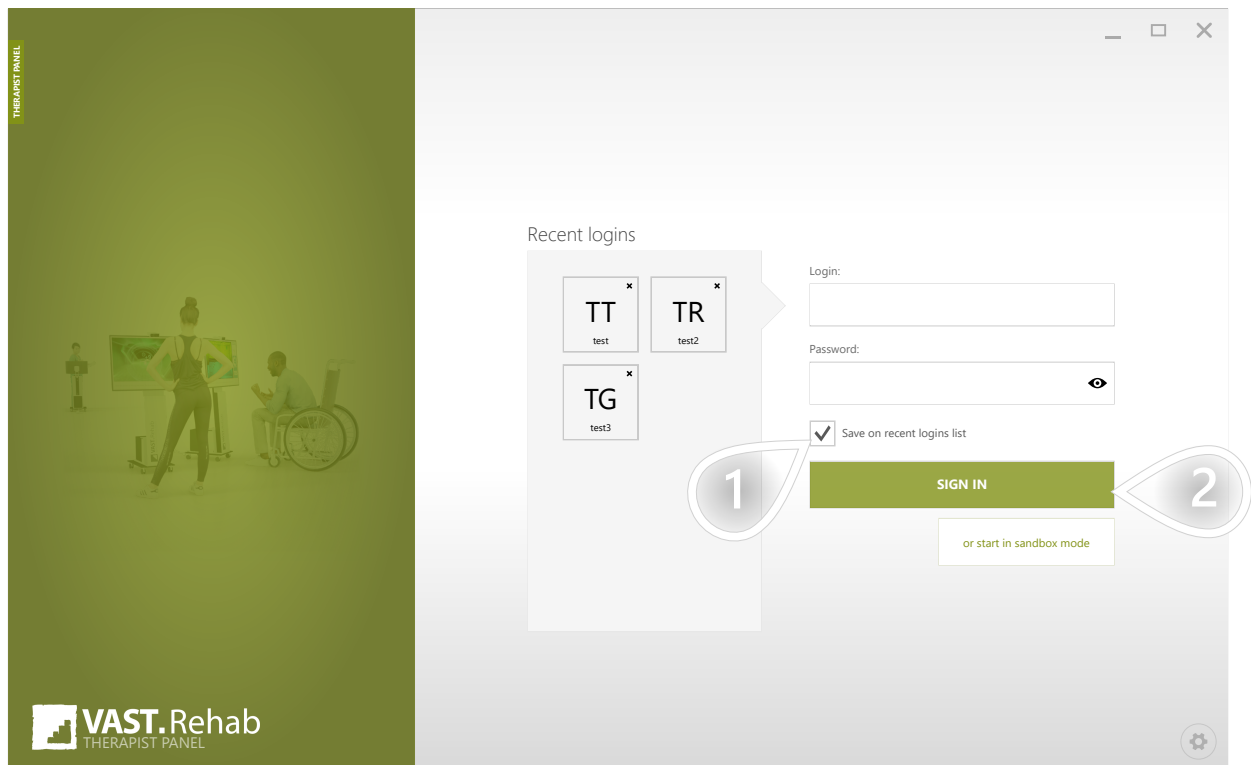 THERAPIST PANEL
Recent logins
TT
test
TR
test2
TG
test3
Login:
Password:
Save on recent logins list
1
SIGN IN
2
or start in sandbox mode
VAST.Rehab
THERAPIST PANEL